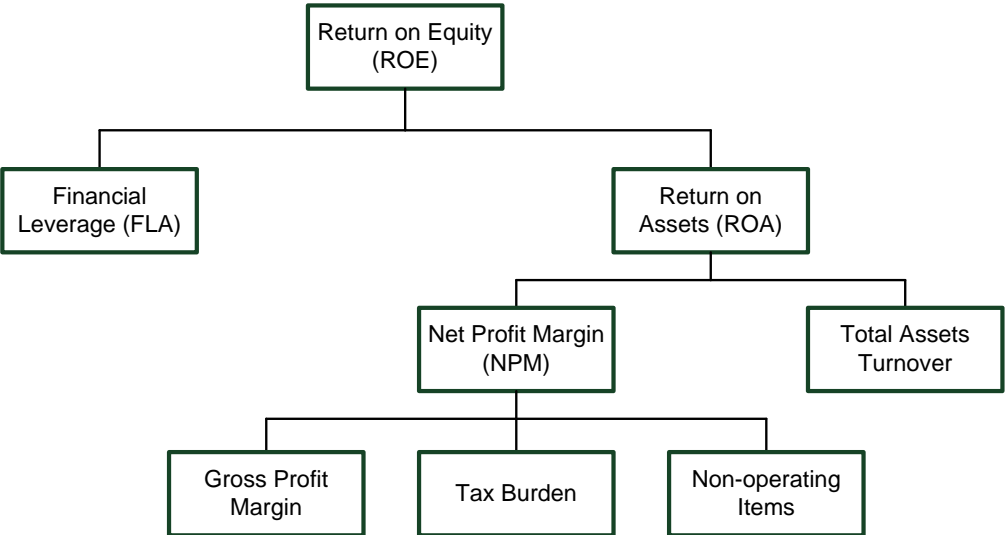 Return on Equity
(ROE)
Financial
Leverage (FLA)
Return on
Assets (ROA)
Net Profit Margin
(NPM)
Total Assets
Turnover
Gross Profit
Margin
Tax Burden
Non-operating
Items